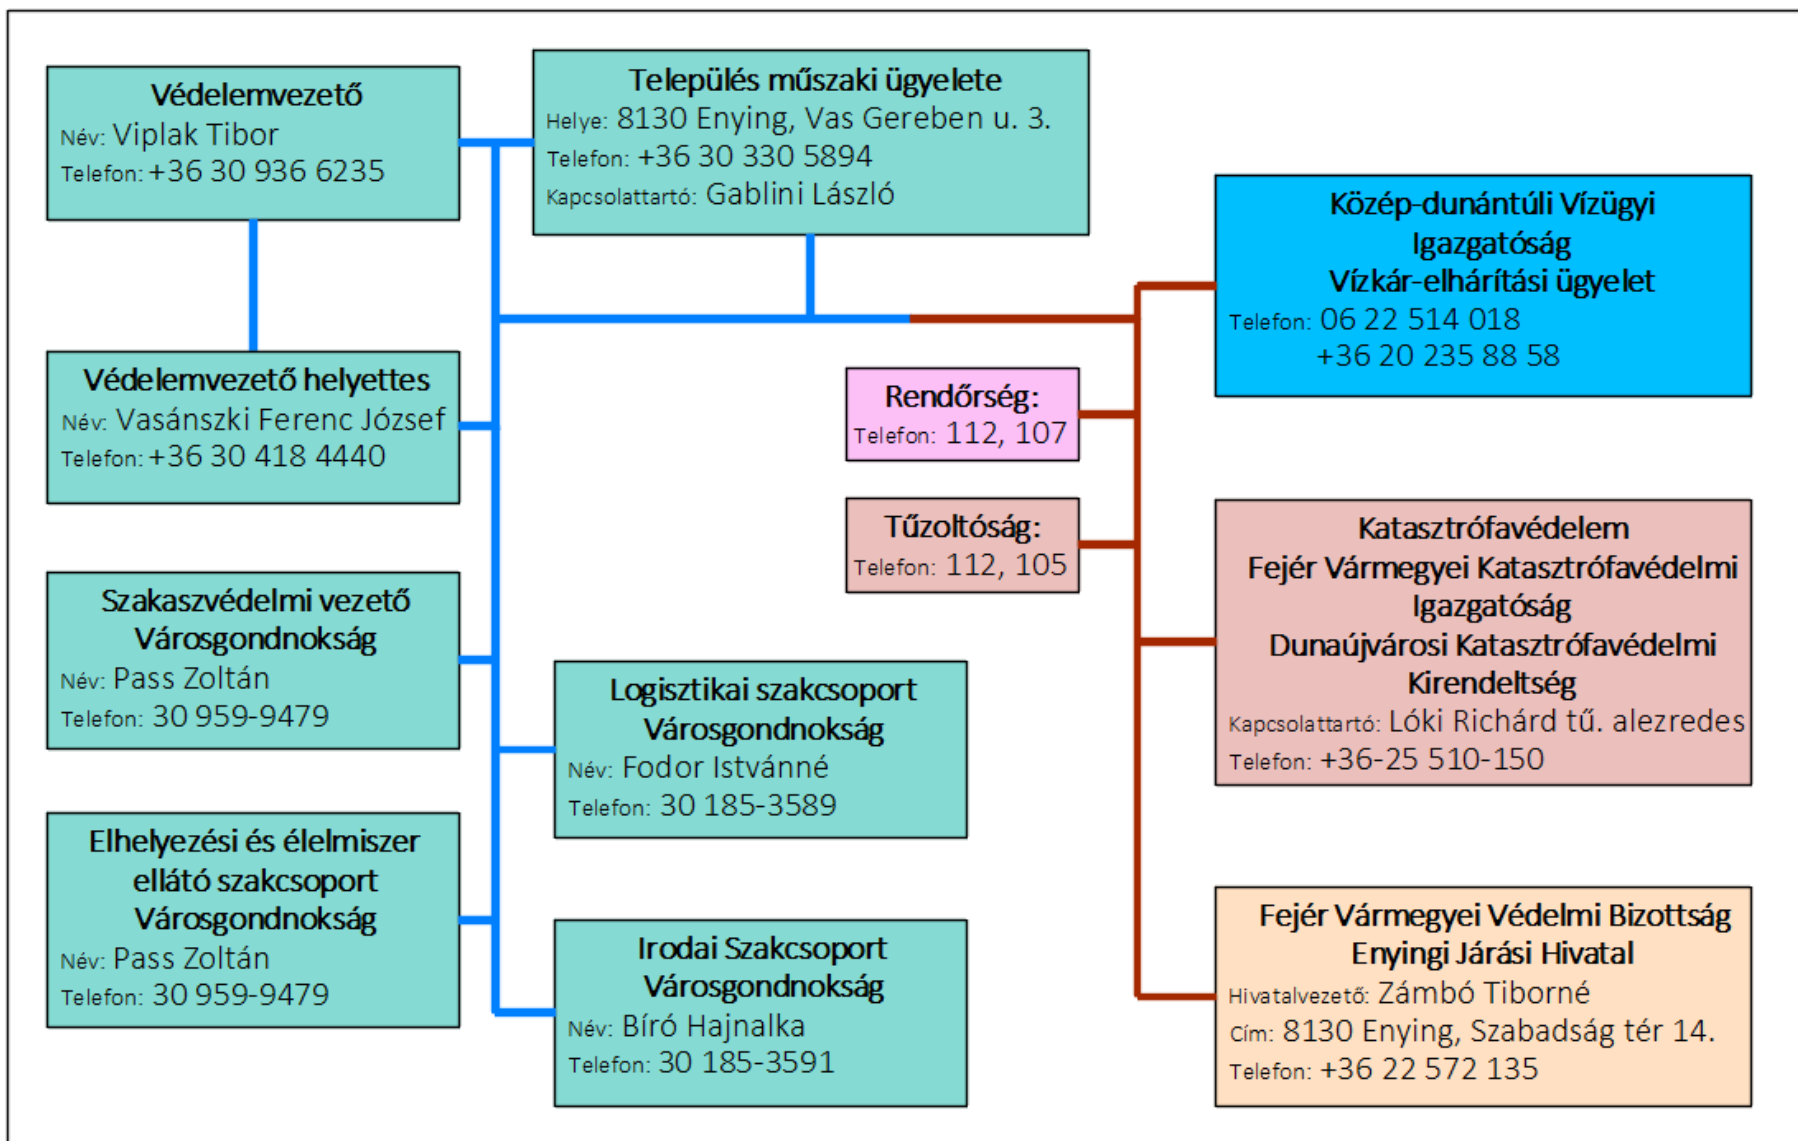 Védelemvezető
Név: Viplak Tibor
Telefon: +36 30 936 6235
Település műszaki ügyelete
Helye: 8130 Enying, Vas Gereben u. 3.
Telefon: +36 30 330 5894
Kapcsolattartó: Gablini László
Közép-dunántúli Vízügyi
Igazgatóság
Vízkár-elhárítási ügyelet
Telefon: 06 22 514 018
+36 20 235 88 58
Védelemvezető helyettes
Név: Vasánszki Ferenc József
Telefon: +36 30 418 4440
Rendőrség:
Telefon: 112, 107
Tűzoltóság:
Telefon: 112, 105
Katasztrófavédelem
Fejér Vármegyei Katasztrófavédelmi
Igazgatóság
Dunaújvárosi Katasztrófavédelmi
Kirendeltség
Kapcsolattartó: Lóki Richárd tű. alezredes
Telefon: +36-25 510-150
Szakaszvédelmi vezető
Városgondnokság
Név: Pass Zoltán
Telefon: 30 959-9479
Logisztikai szakcsoport
Városgondnokság
Név: Fodor Istvánné
Telefon: 30 185-3589
Elhelyezési és élelmiszer
ellátó szakcsoport
Városgondnokság
Név: Pass Zoltán
Telefon: 30 959-9479
Irodai Szakcsoport
Városgondnokság
Név: Bíró Hajnalka
Telefon: 30 185-3591
Fejér Vármegyei Védelmi Bizottság
Enyingi Járási Hivatal
Hivatalvezető: Zámbó Tiborné
Cím: 8130 Enying, Szabadság tér 14.
Telefon: +36 22 572 135